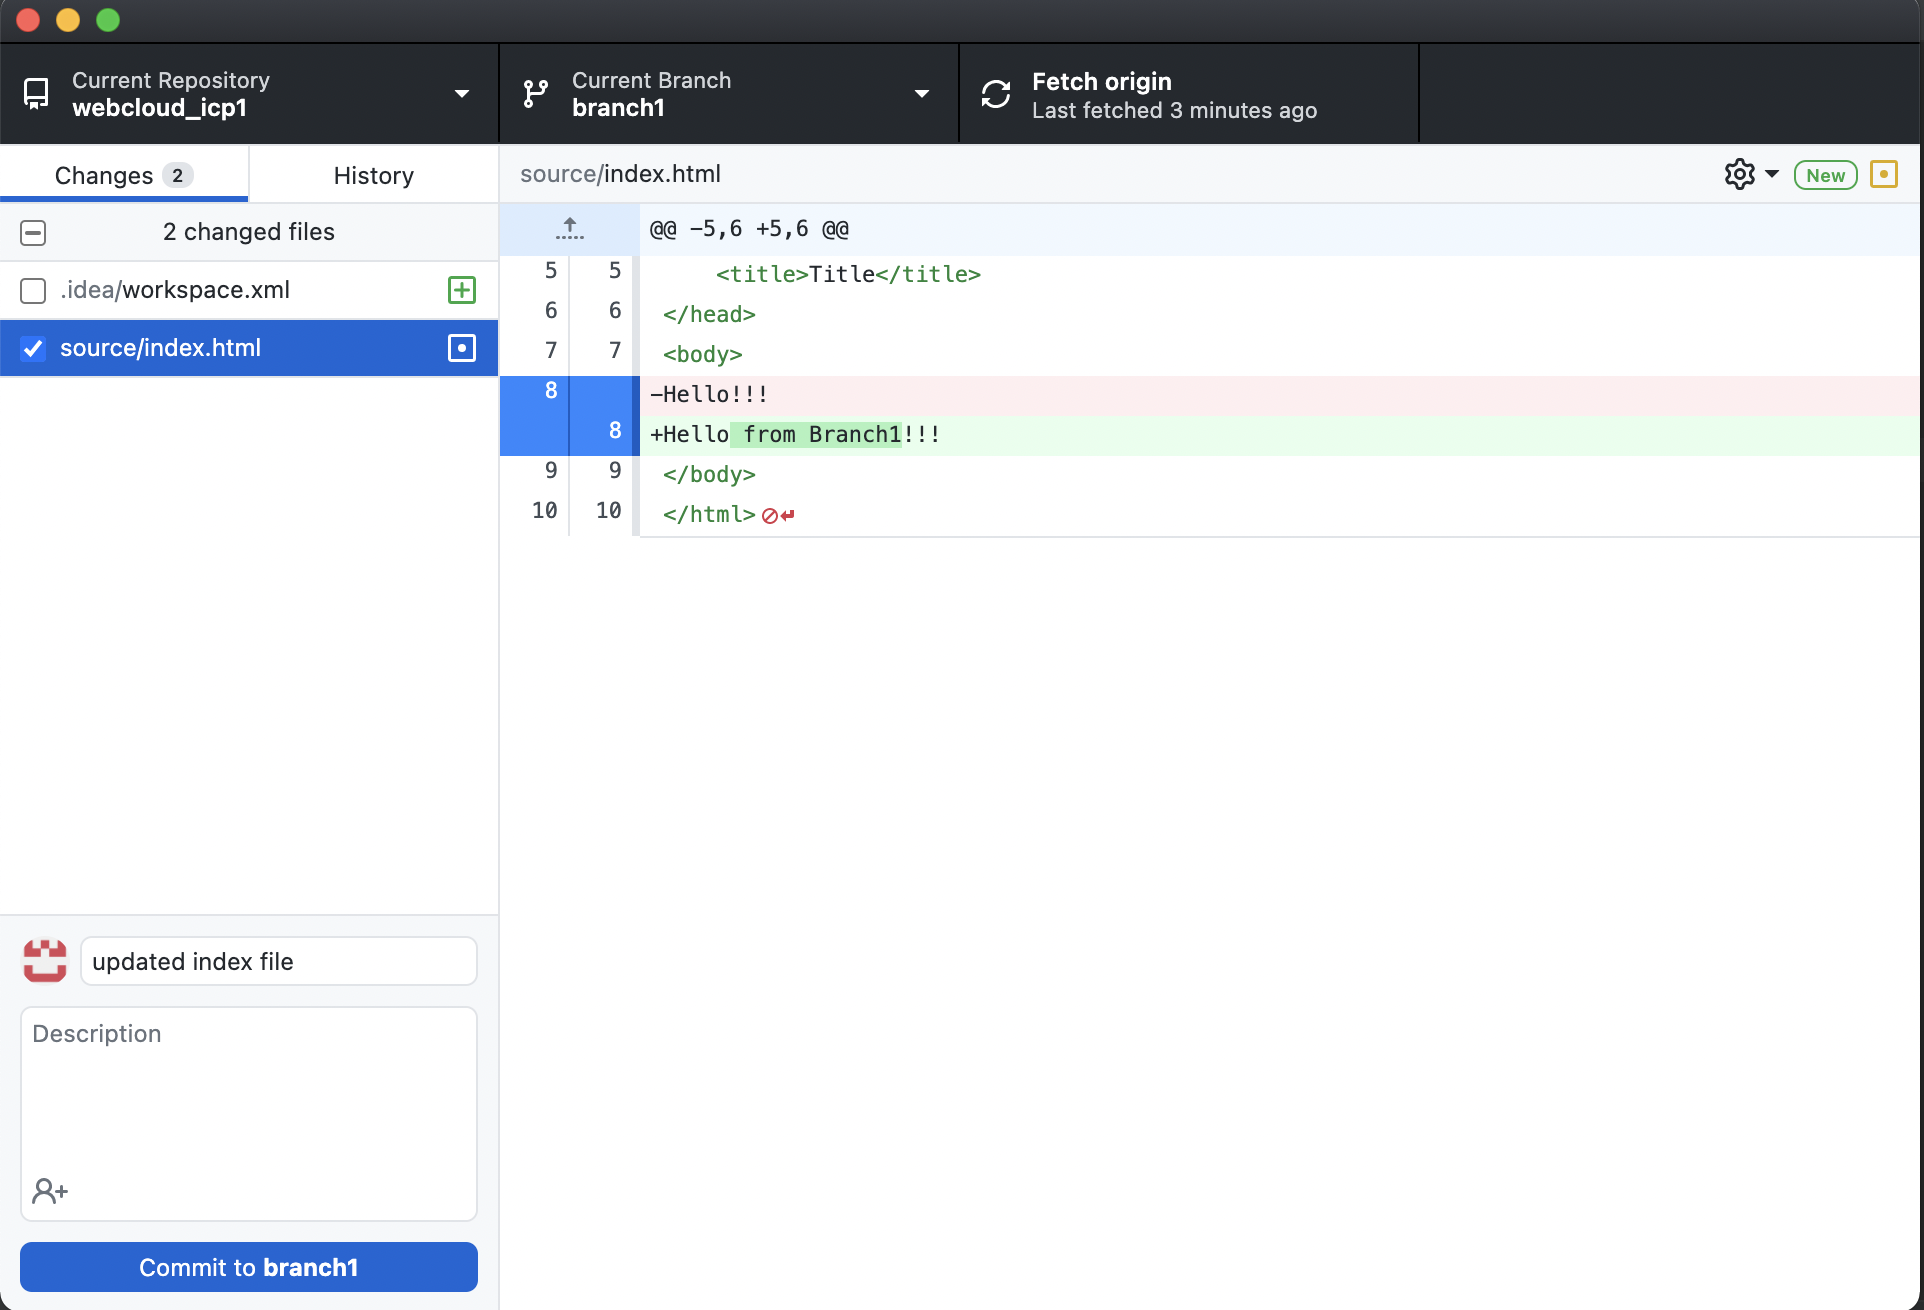 Current Repository
webcloud_icp1
Current Branch
branch1
Fetch origin
Last fetched 3 minutes ago
Changes 2
History
source/index.html
New
2 changed files
.idea/workspace.xml
source/index.html
@@ -5,6 +5,6 @@
5 5 <title>Title</title>
6 6 </head>
7 7 <body>
8 -Hello!!!
8 +Hello from Branch1!!!
9 9 </body>
10 10 </html>
updated index file
Description
Commit to branch1